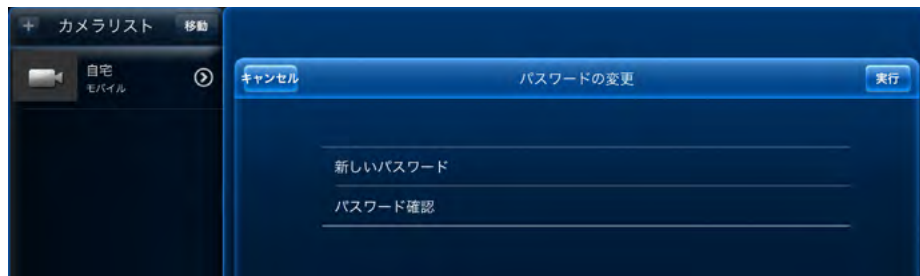 + カメラリスト 移動
自宅
モバイル
キャンセル パスワードの変更 実行
新しいパスワード
パスワード確認